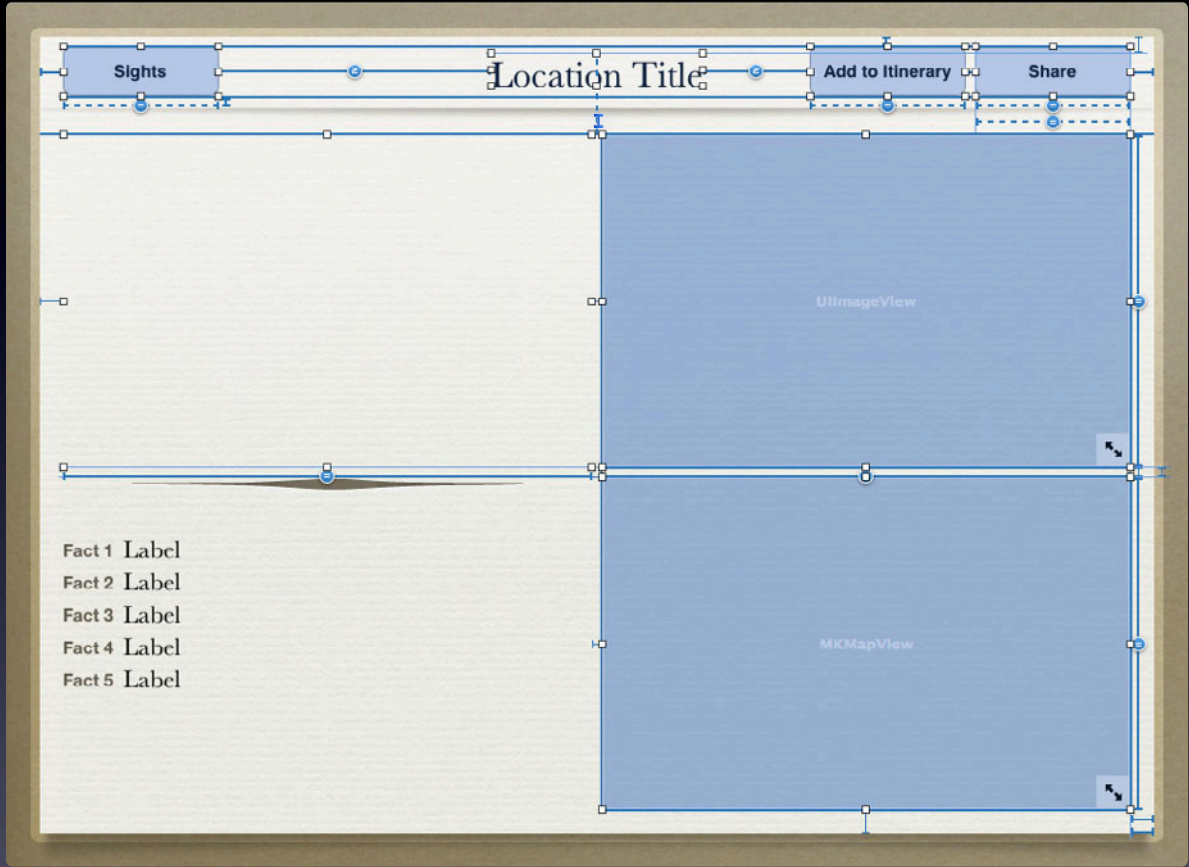 Sights Location Title Add to Itinerary Share
UIImageView
Fact 1 Label
Fact 2 Label
Fact 3 Label
Fact 4 Label
Fact 5 Label
MKMapView